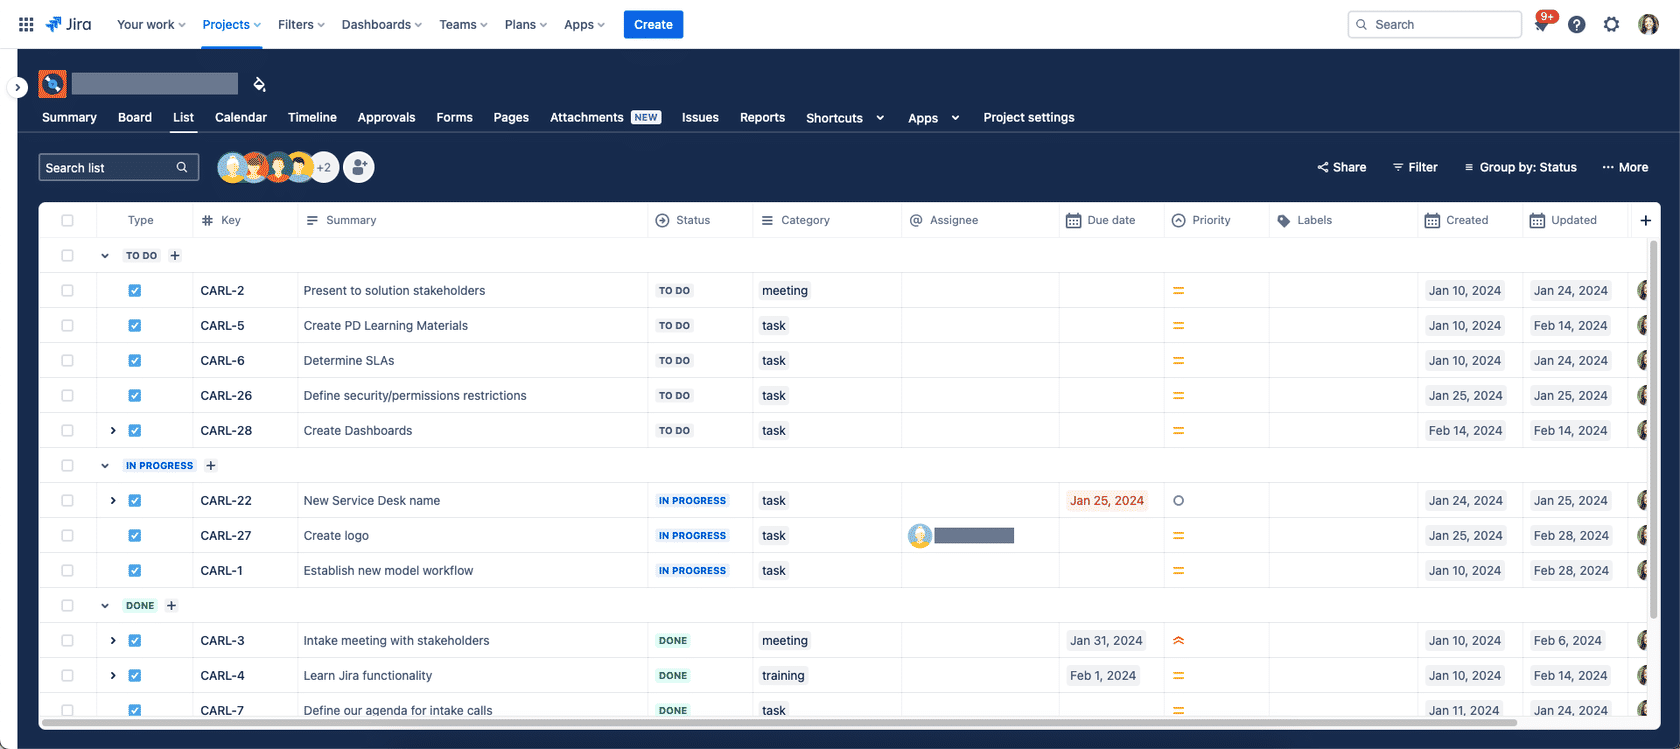 Jira Your work Projects Filters Dashboards Teams Plans Apps Create Search 9+
Summary Board List Calendar Timeline Approvals Forms Pages Attachments NEW Issues Reports Shortcuts Apps Project settings
Search list +2 Share Filter Group by: Status More
Type Key Summary Status Category Assignee Due date Priority Labels Created Updated
TO DO
CARL-2 Present to solution stakeholders TO DO meeting Jan 10, 2024 Jan 24, 2024
CARL-5 Create PD Learning Materials TO DO task Jan 10, 2024 Feb 14, 2024
CARL-6 Determine SLAs TO DO task Jan 10, 2024 Jan 24, 2024
CARL-26 Define security/permissions restrictions TO DO task Jan 25, 2024 Jan 25, 2024
CARL-28 Create Dashboards TO DO task Feb 14, 2024 Feb 14, 2024
IN PROGRESS
CARL-22 New Service Desk name IN PROGRESS task Jan 25, 2024 Jan 24, 2024 Jan 25, 2024
CARL-27 Create logo IN PROGRESS task Jan 25, 2024 Feb 28, 2024
CARL-1 Establish new model workflow IN PROGRESS task Jan 10, 2024 Feb 28, 2024
DONE
CARL-3 Intake meeting with stakeholders DONE meeting Jan 31, 2024 Jan 10, 2024 Feb 6, 2024
CARL-4 Learn Jira functionality DONE training Feb 1, 2024 Jan 10, 2024 Feb 14, 2024
CARL-7 Define our agenda for intake calls DONE task Jan 11, 2024 Jan 24, 2024